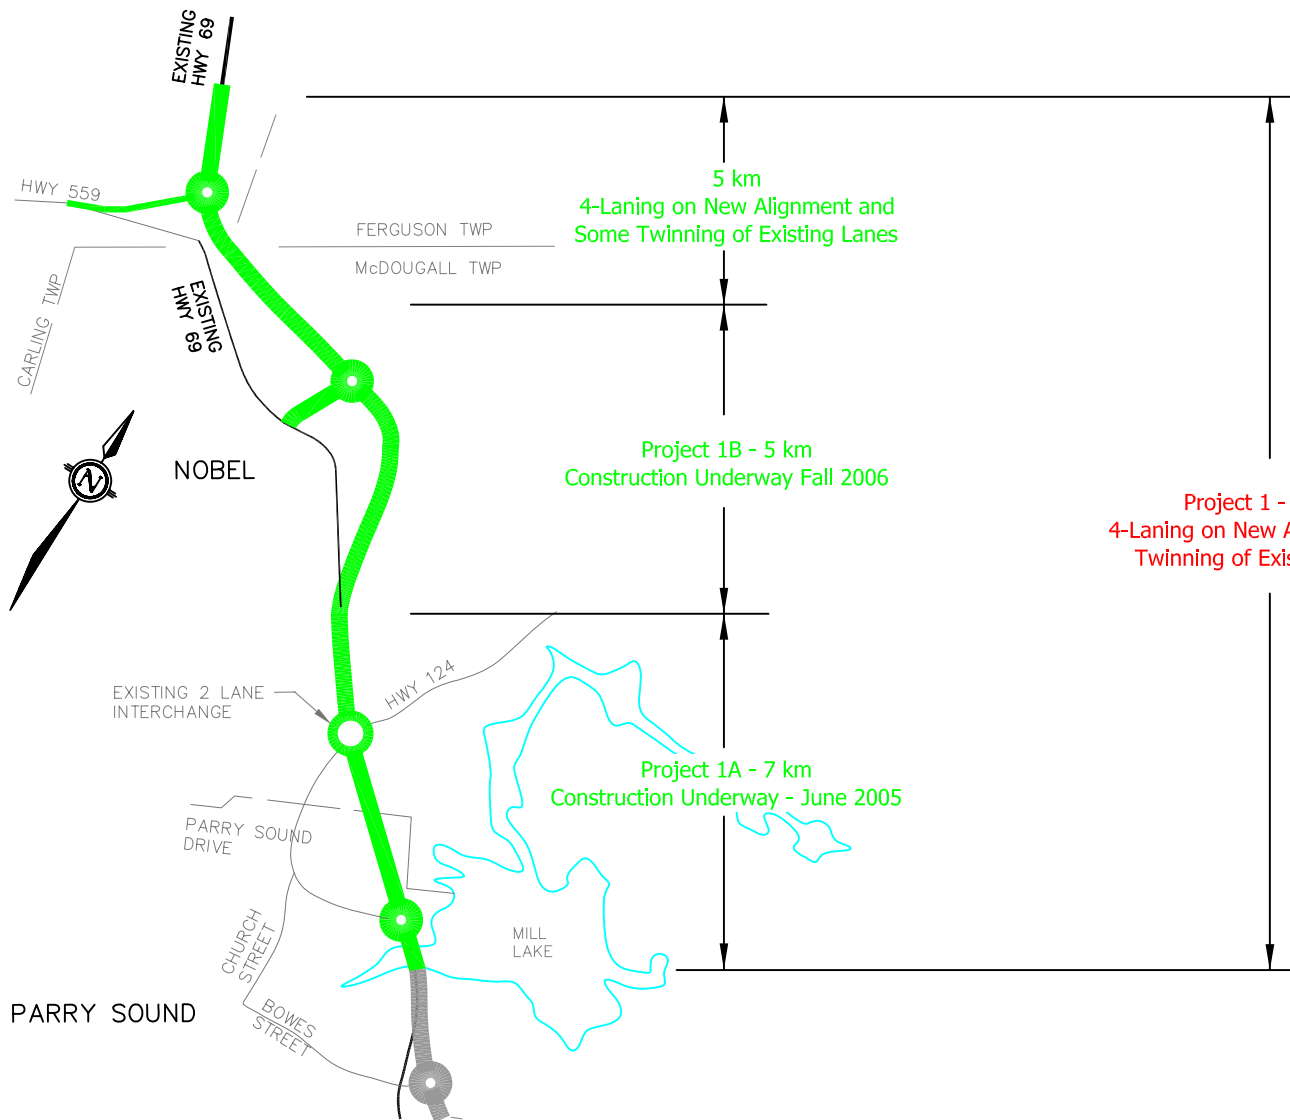 EXISTING
HWY 69
HWY 559
5 km
4-Laning on New Alignment and
Some Twinning of Existing Lanes
FERGUSON TWP
McDOUGALL TWP
CARLING TWP
EXISTING
HWY 69
Project 1B - 5 km
Construction Underway Fall 2006
NOBEL
N
Project 1 -
4-Laning on New A
Twinning of Exis
HWY 124
EXISTING 2 LANE
INTERCHANGE
Project 1A - 7 km
Construction Underway - June 2005
PARRY SOUND
DRIVE
CHURCH
STREET
MILL
LAKE
PARRY SOUND
BOWES
STREET